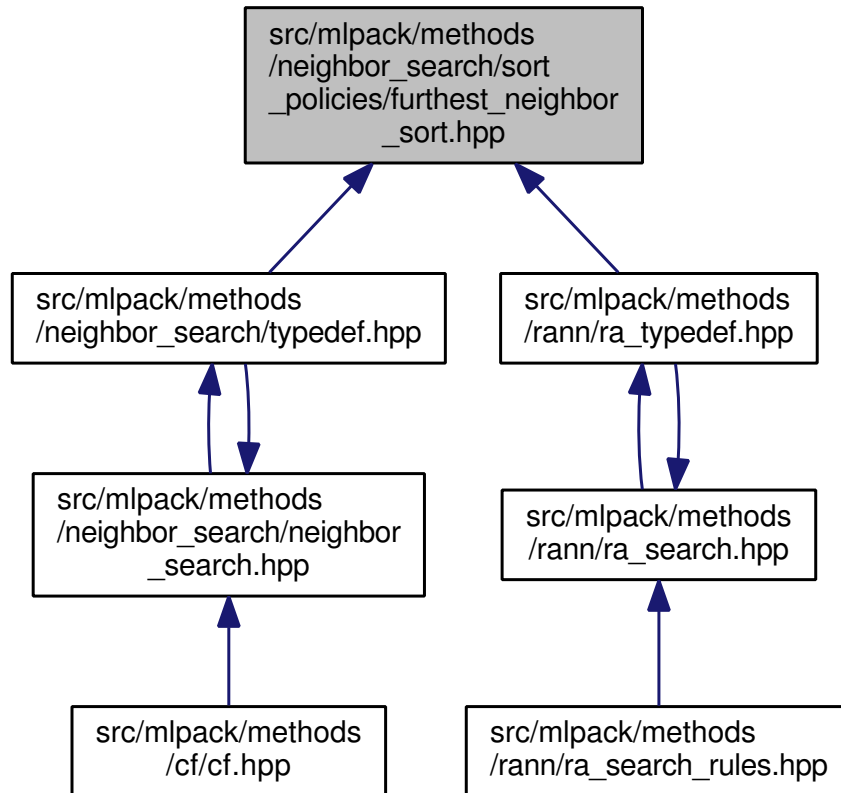 src/mlpack/methods
/neighbor_search/sort
_policies/furthest_neighbor
_sort.hpp
src/mlpack/methods
/neighbor_search/typedef.hpp
src/mlpack/methods
/rann/ra_typedef.hpp
src/mlpack/methods
/neighbor_search/neighbor
_search.hpp
src/mlpack/methods
/rann/ra_search.hpp
src/mlpack/methods
/cf/cf.hpp
src/mlpack/methods
/rann/ra_search_rules.hpp